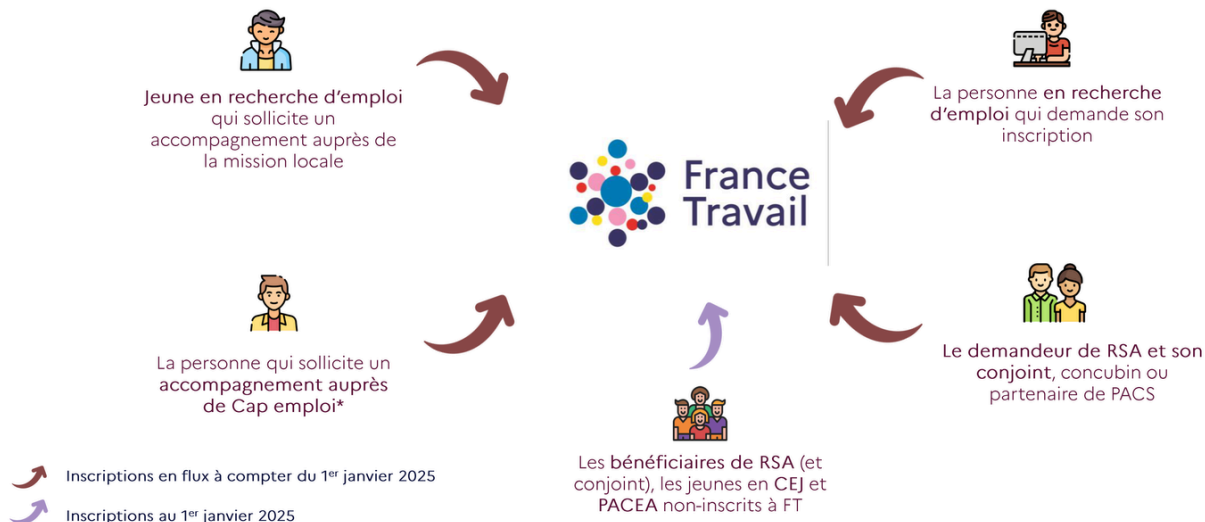 Jeune en recherche d'emploi
qui sollicite un
accompagnement auprès de
la mission locale
La personne en recherche
d'emploi qui demande son
inscription
France
Travail
La personne qui sollicite un
accompagnement auprès
de Cap emploi*
Le demandeur de RSA et son
conjoint, concubin ou
partenaire de PACS
Les bénéficiaires de RSA (et
conjoint), les jeunes en CEJ et
PACEA non-inscrits à FT
Inscriptions en flux à compter du 1er janvier 2025
Inscriptions au 1er janvier 2025